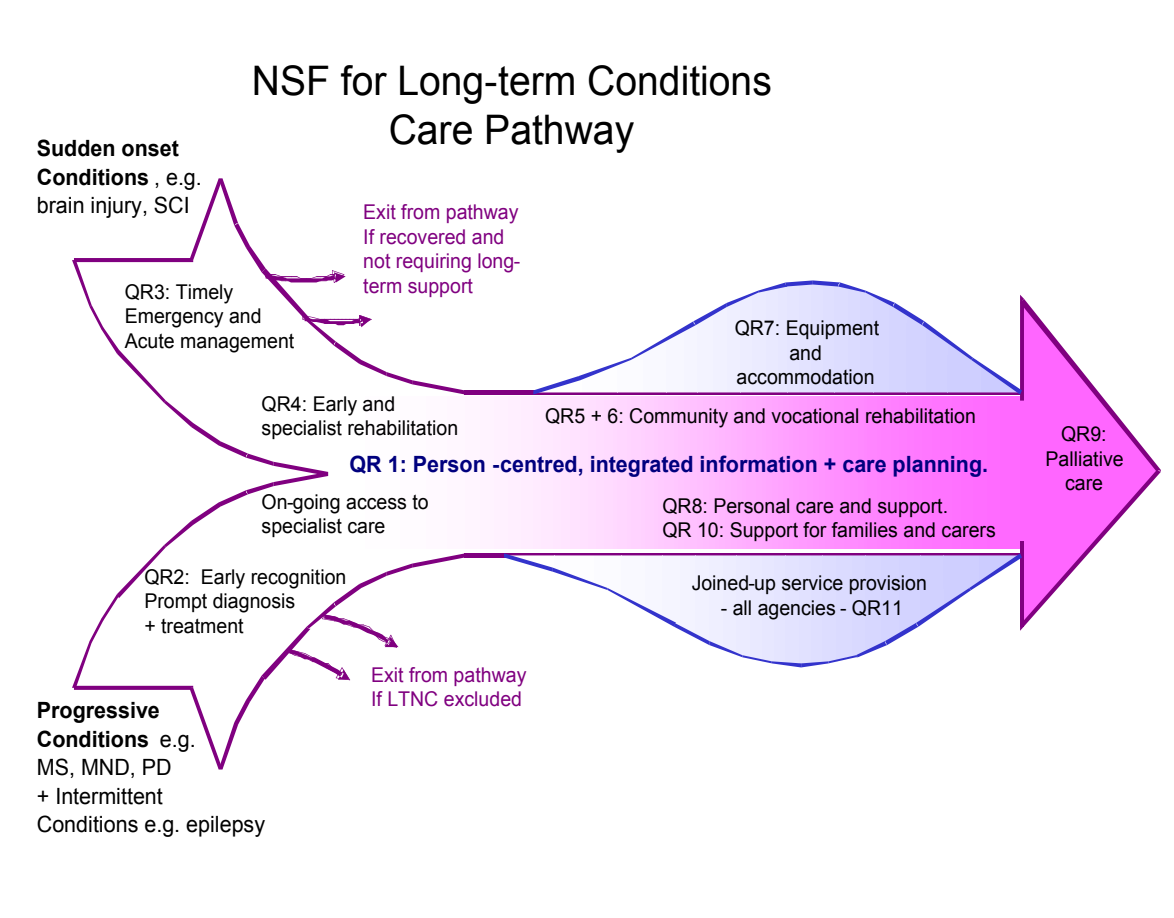 NSF for Long-term Conditions
Care Pathway
Sudden onset
Conditions , e.g.
brain injury, SCI
Exit from pathway
If recovered and
not requiring long-
term support
QR3: Timely
Emergency and
Acute management
QR7: Equipment
and
accommodation
QR4: Early and
specialist rehabilitation
QR5 + 6: Community and vocational rehabilitation
QR 1: Person -centred, integrated information + care planning.
QR9:
Palliative
care
On-going access to
specialist care
QR8: Personal care and support.
QR 10: Support for families and carers
QR2: Early recognition
Prompt diagnosis
+ treatment
Joined-up service provision
- all agencies - QR11
Exit from pathway
If LTNC excluded
Progressive
Conditions e.g.
MS, MND, PD
+ Intermittent
Conditions e.g. epilepsy